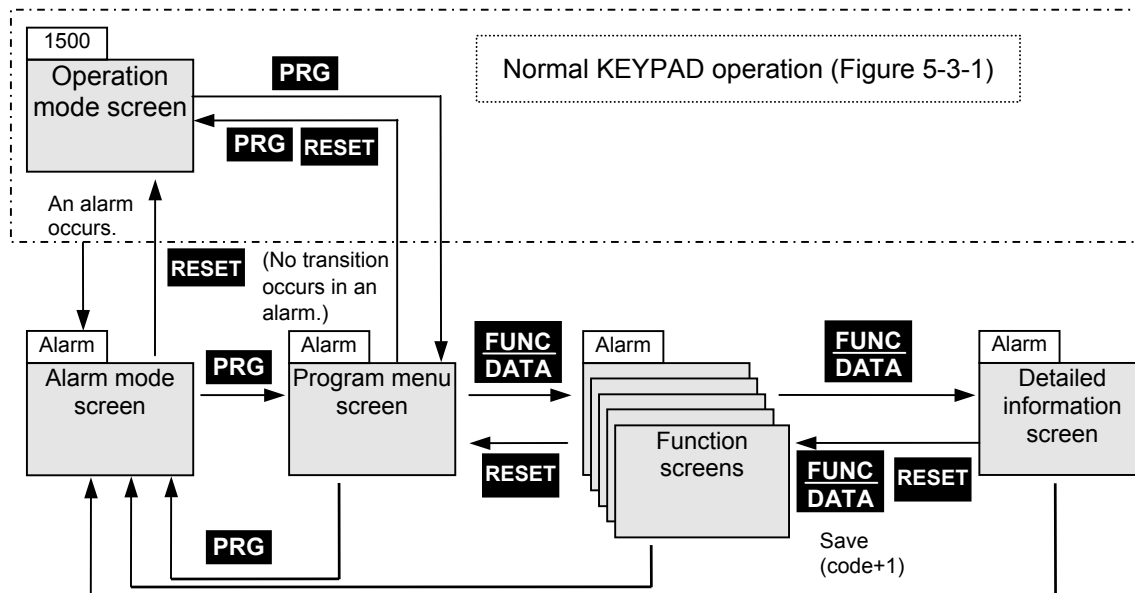 1500
Operation
mode screen
PRG
Normal KEYPAD operation (Figure 5-3-1)
PRG RESET
An alarm
occurs.
RESET
(No transition
occurs in an
alarm.)
Alarm
Alarm mode
screen
PRG
Alarm
Program menu
screen
FUNC
DATA
RESET
Alarm
Function
screens
FUNC
DATA
FUNC
DATA
RESET
Save
(code+1)
Alarm
Detailed
information
screen
PRG